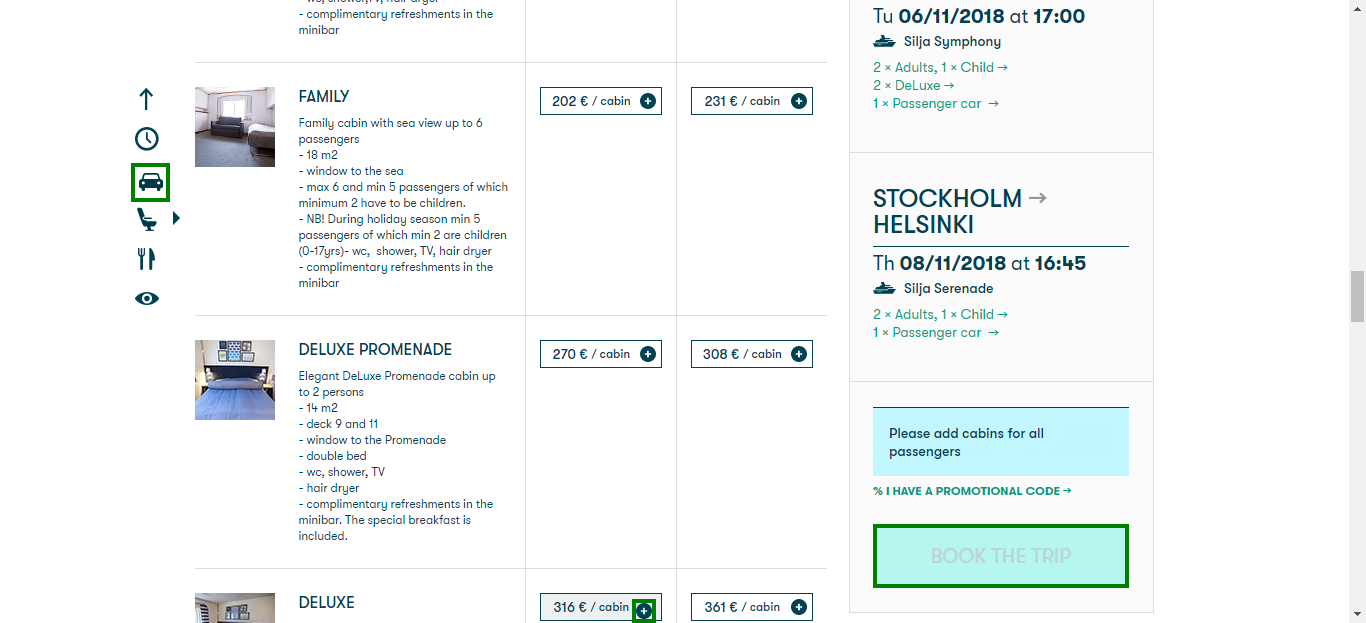 - wc, shower, TV, hair dryer
- complimentary refreshments in the
minibar
FAMILY
Family cabin with sea view up to 6
passengers
- 18 m2
- window to the sea
- max 6 and min 5 passengers of which
minimum 2 have to be children.
- NB! During holiday season min 5
passengers of which min 2 are children
(0-17yrs)- wc,  shower, TV, hair dryer
- complimentary refreshments in the
minibar
202 € / cabin
231 € / cabin
DELUXE PROMENADE
Elegant DeLuxe Promenade cabin up
to 2 persons
- 14 m2
- deck 9 and 11
- window to the Promenade
- double bed
- wc, shower, TV
- hair dryer
- complimentary refreshments in the
minibar. The special breakfast is
included.
270 € / cabin
308 € / cabin
DELUXE
316 € / cabin
361 € / cabin
Tu 06/11/2018 at 17:00
Silja Symphony
2 × Adults, 1 × Child →
2 × DeLuxe →
1 × Passenger car →
STOCKHOLM →
HELSINKI
Th 08/11/2018 at 16:45
Silja Serenade
2 × Adults, 1 × Child →
1 × Passenger car →
Please add cabins for all
passengers
% I HAVE A PROMOTIONAL CODE →
BOOK THE TRIP